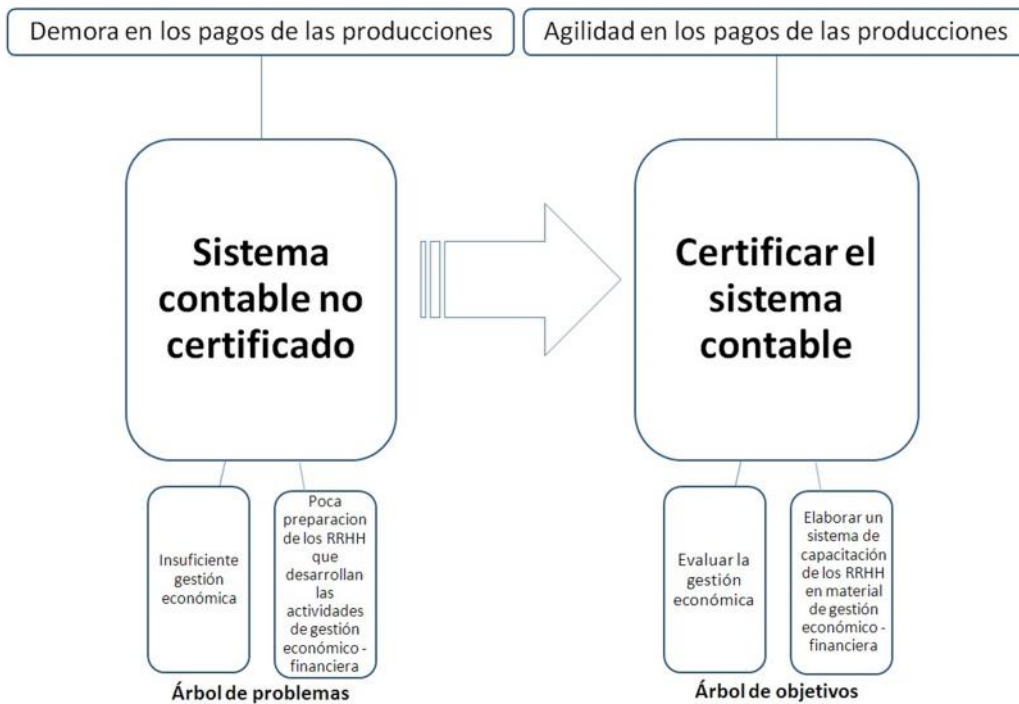 Demora en los pagos de las producciones
Agilidad en los pagos de las producciones
Sistema
contable no
certificado
Certificar el
sistema
contable
Insuficiente
gestión
económica
Poca
preparacion
de los RRHH
que
desarrollan
las
actividades
de gestión
económico -
financiera
Evaluar la
gestión
económica
Elaborar un
sistema de
capacitación
de los RRHH
en material
de gestión
económico -
financiera
Árbol de problemas
Árbol de objetivos